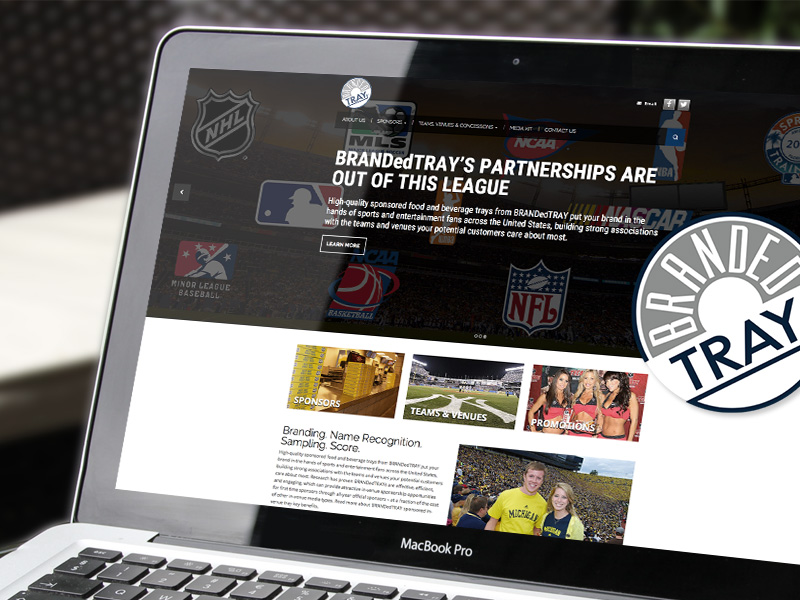 TRAY
Email
ABOUT US | SPONSORS | TEAMS, VENUES & CONCESSIONS | MEDIA KIT | CONTACT US
NHL
MLS
NCAA
NBA
BRANDedTRAY'S PARTNERSHIPS ARE
OUT OF THIS LEAGUE
High-quality sponsored food and beverage trays from BRANDedTRAY put your brand in the
hands of sports and entertainment fans across the United States, building strong associations
with the teams and venues your potential customers care about most.
LEARN MORE
NASCAR
MINOR LEAGUE
BASEBALL
NCAA
BASKETBALL
NFL
BRANDED
TRAY
SPONSORS
TEAMS & VENUES
PROMOTIONS
Branding. Name Recognition.
Sampling. Score.
High-quality sponsored food and beverage trays from BRANDedTRAY put your
brand in the hands of sports and entertainment fans across the United States,
building strong associations with the teams and venues your potential customers
care about most. Research has proven BRANDedTRAYs are effective, efficient,
and engaging, which can provide attractive in-venue sponsorship opportunities
for first time sponsors through all year official sponsors – at a fraction of the cost
of other in venue media types. Read more about BRANDedTRAY sponsored in
venue tray key benefits.
MICHIGAN
MacBook Pro